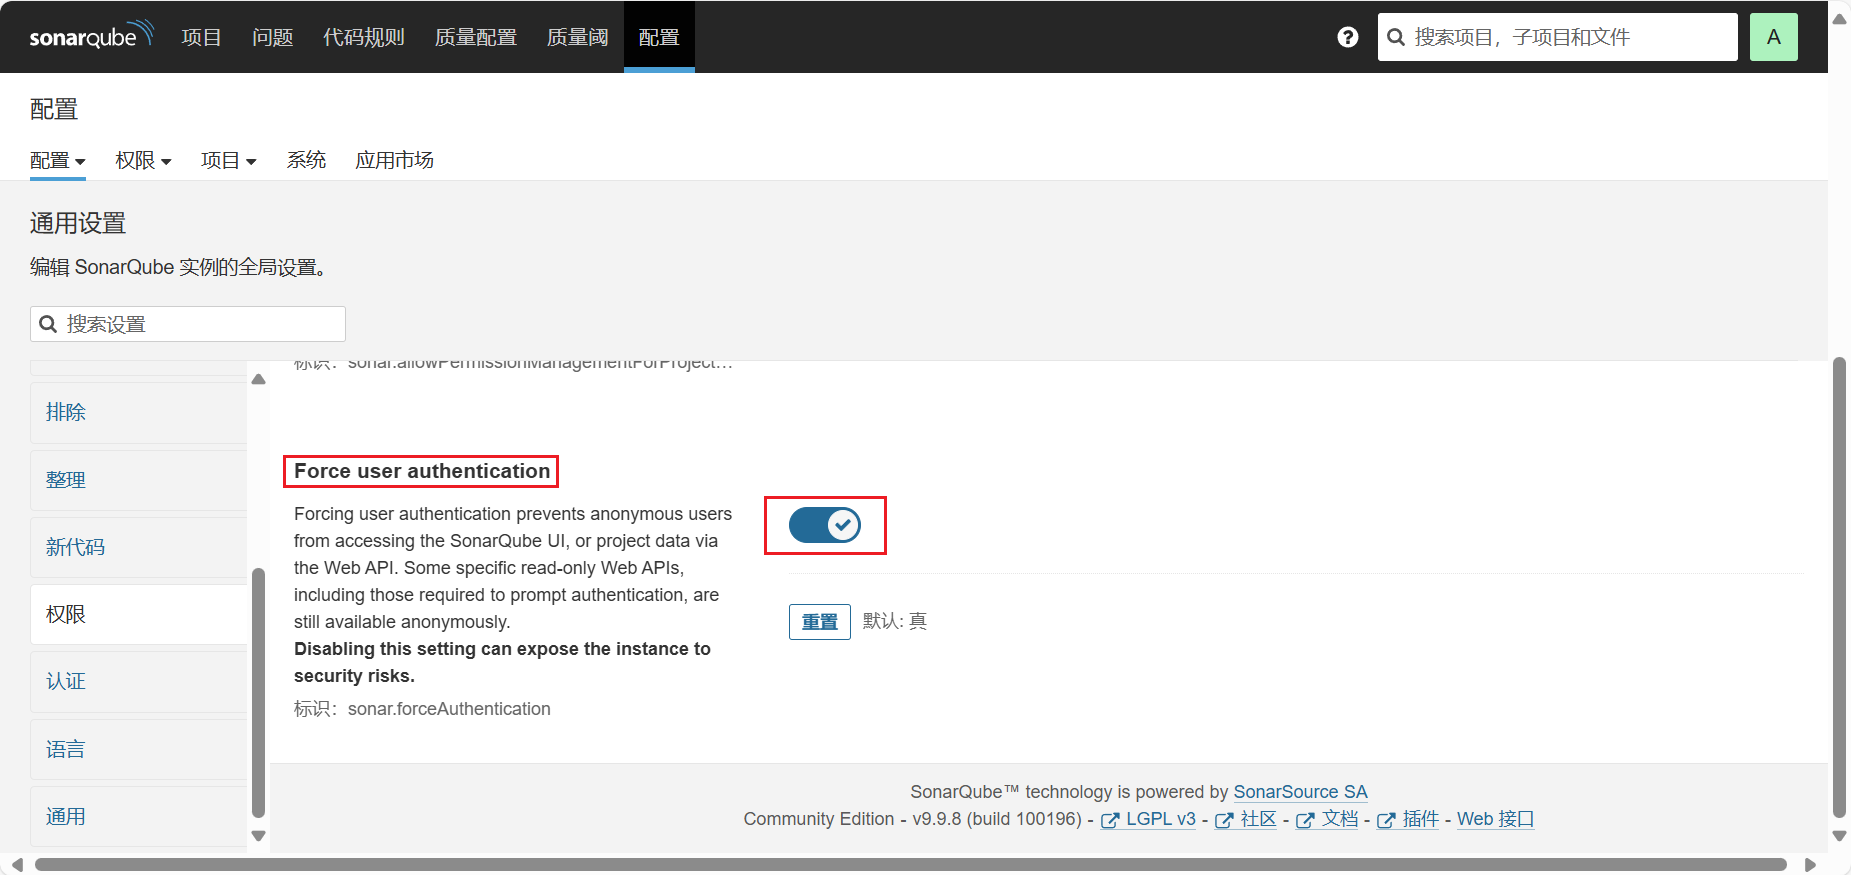 sonarqube 项目 问题 代码规则 质量配置 质量阈 配置 ? 搜索项目，子项目和文件 A
配置
配置 权限 项目 系统 应用市场
通用设置
编辑 SonarQube 实例的全局设置。
搜索设置
标识：sonar.allowPermissionManagementForProject...
排除
整理
新代码
权限
认证
语言
通用
Force user authentication
Forcing user authentication prevents anonymous users
from accessing the SonarQube UI, or project data via
the Web API. Some specific read-only Web APIs,
including those required to prompt authentication, are
still available anonymously.
Disabling this setting can expose the instance to
security risks.
标识：sonar.forceAuthentication
重置 默认: 真
SonarQube™ technology is powered by SonarSource SA
Community Edition - v9.9.8 (build 100196) - LGPL v3 - 社区 - 文档 - 插件 - Web 接口